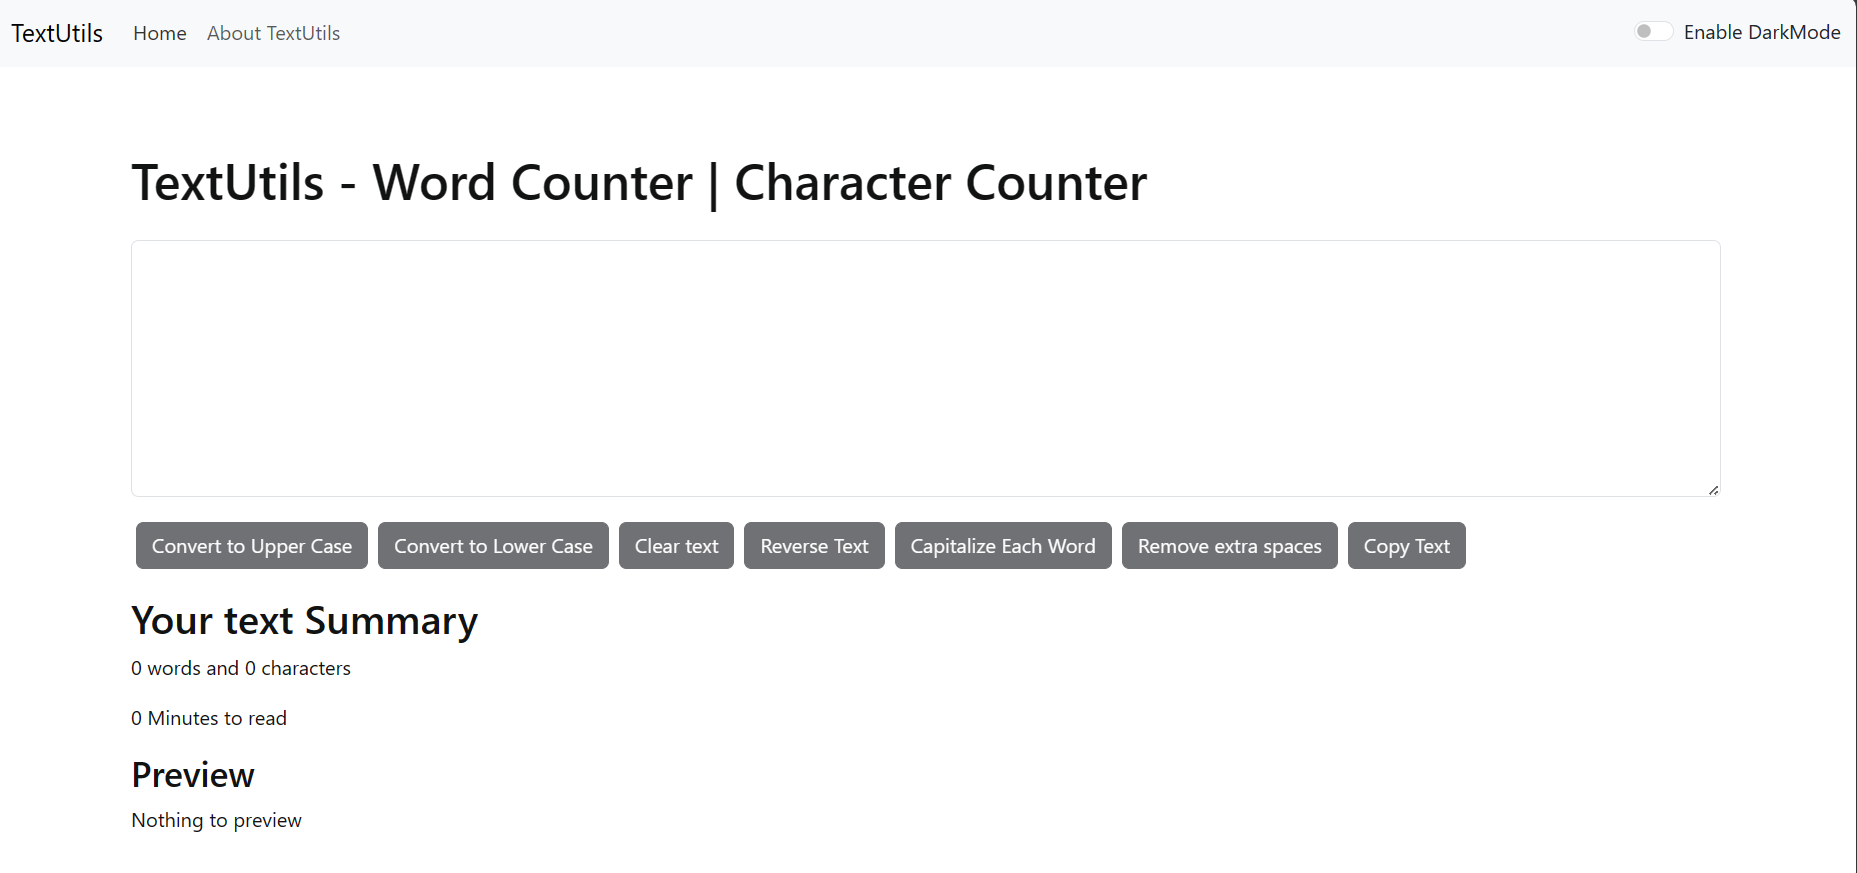 TextUtils Home About TextUtils Enable DarkMode
TextUtils - Word Counter | Character Counter
Convert to Upper Case Convert to Lower Case Clear text Reverse Text Capitalize Each Word Remove extra spaces Copy Text
Your text Summary
0 words and 0 characters
0 Minutes to read
Preview
Nothing to preview